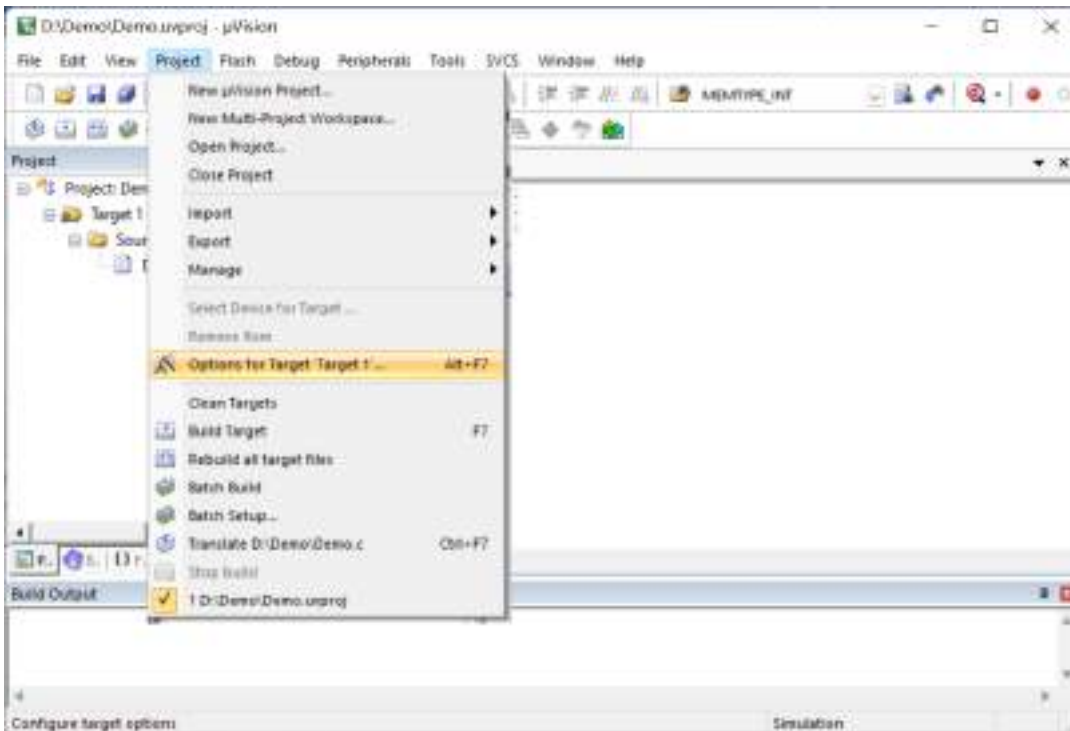 D:\Demo\Demo.uvproj - µVision
File Edit View Project Flash Debug Peripherals Tools SVCS Window Help
New µVision Project...
MEMTYPE_INT
New Multi-Project Workspace...
Open Project...
Project
Close Project
Project: Dem
Target 1
Import
Sour
Export
Manage
Select Device for Target ...
Remove Item
Options for Target 'Target 1'... Alt+F7
Clean Targets
Build Target F7
Rebuild all target files
Batch Build
Batch Setup...
Translate D:\Demo\Demo.c Ctrl+F7
Stop build
Build Output
1 D:\Demo\Demo.uvproj
Configure target options
Simulation